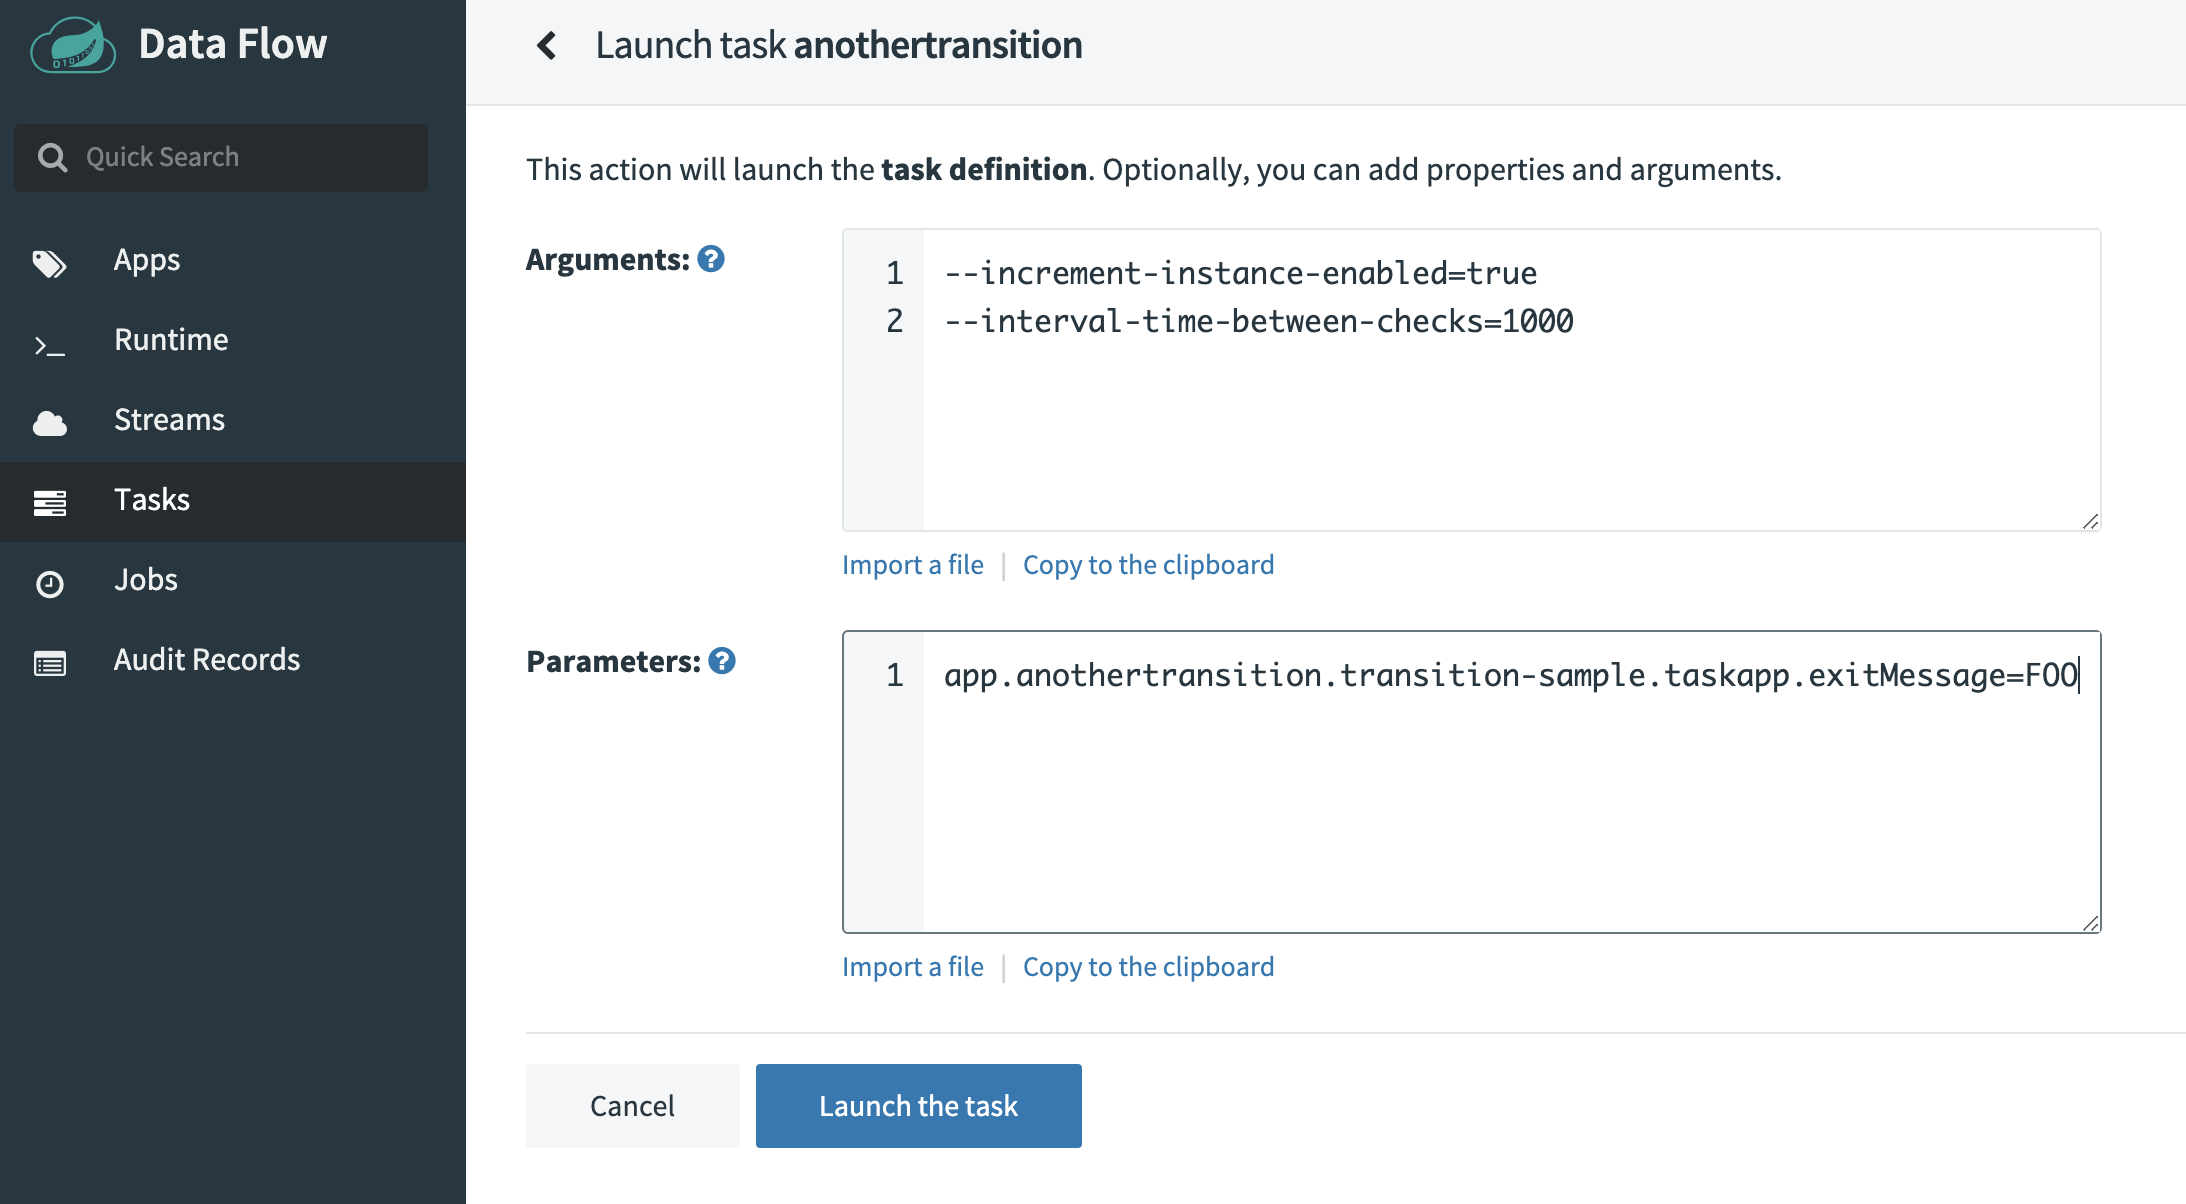 Data Flow
Quick Search
Apps
Runtime
Streams
Tasks
Jobs
Audit Records
Launch task anothertransition
This action will launch the task definition. Optionally, you can add properties and arguments.
Arguments: ?
1 --increment-instance-enabled=true
2 --interval-time-between-checks=1000
Import a file | Copy to the clipboard
Parameters: ?
1 app.anothertransition.transition-sample.taskapp.exitMessage=FOO
Import a file | Copy to the clipboard
Cancel
Launch the task